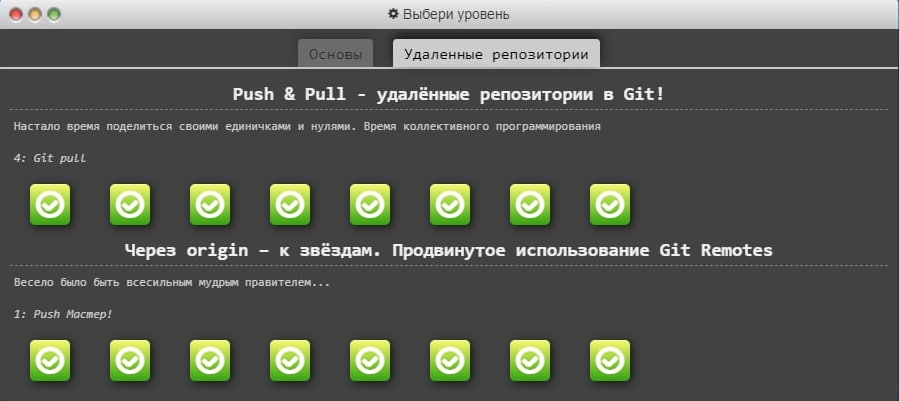 Выбери уровень
Основы
Удаленные репозитории
Push & Pull - удалённые репозитории в Git!
Настало время поделиться своими единичками и нулями. Время коллективного программирования
4: Git pull
Через origin – к звёздам. Продвинутое использование Git Remotes
Весело было быть всесильным мудрым правителем...
1: Push Мастер!